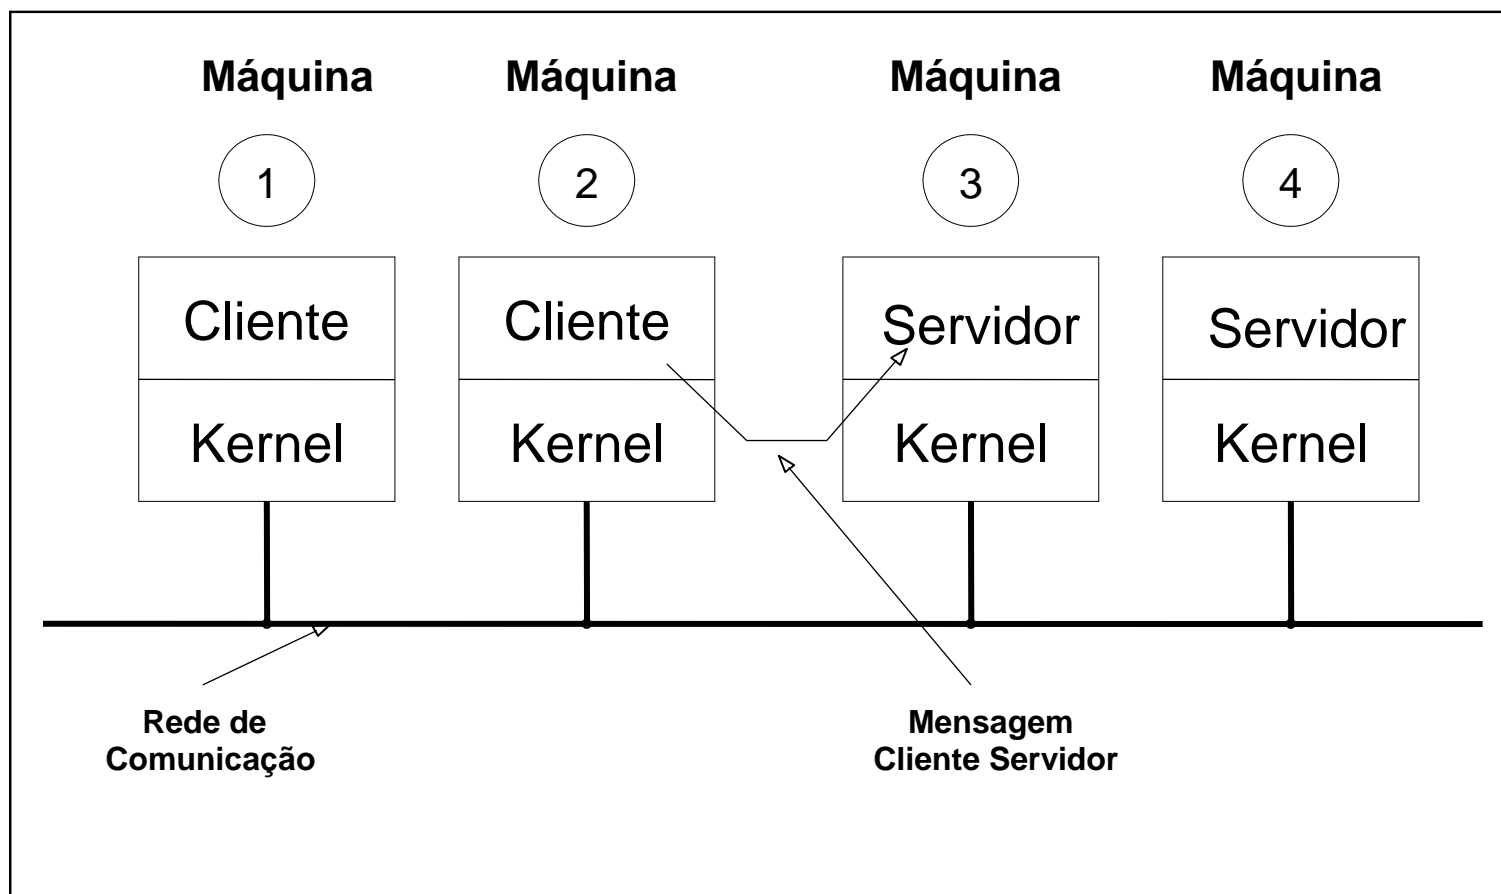 Máquina Máquina Máquina Máquina
1 2 3 4
Cliente Cliente Servidor Servidor
Kernel Kernel Kernel Kernel
Rede de
Comunicação
Mensagem
Cliente Servidor